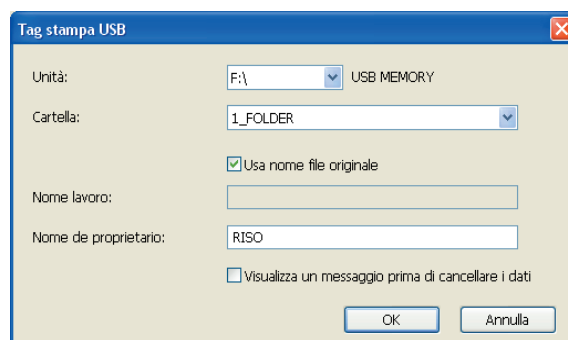 Tag stampa USB
Unità: F:\ USB MEMORY
Cartella: 1_FOLDER
Usa nome file originale
Nome lavoro:
Nome de proprietario: RISO
Visualizza un messaggio prima di cancellare i dati
OK Annulla